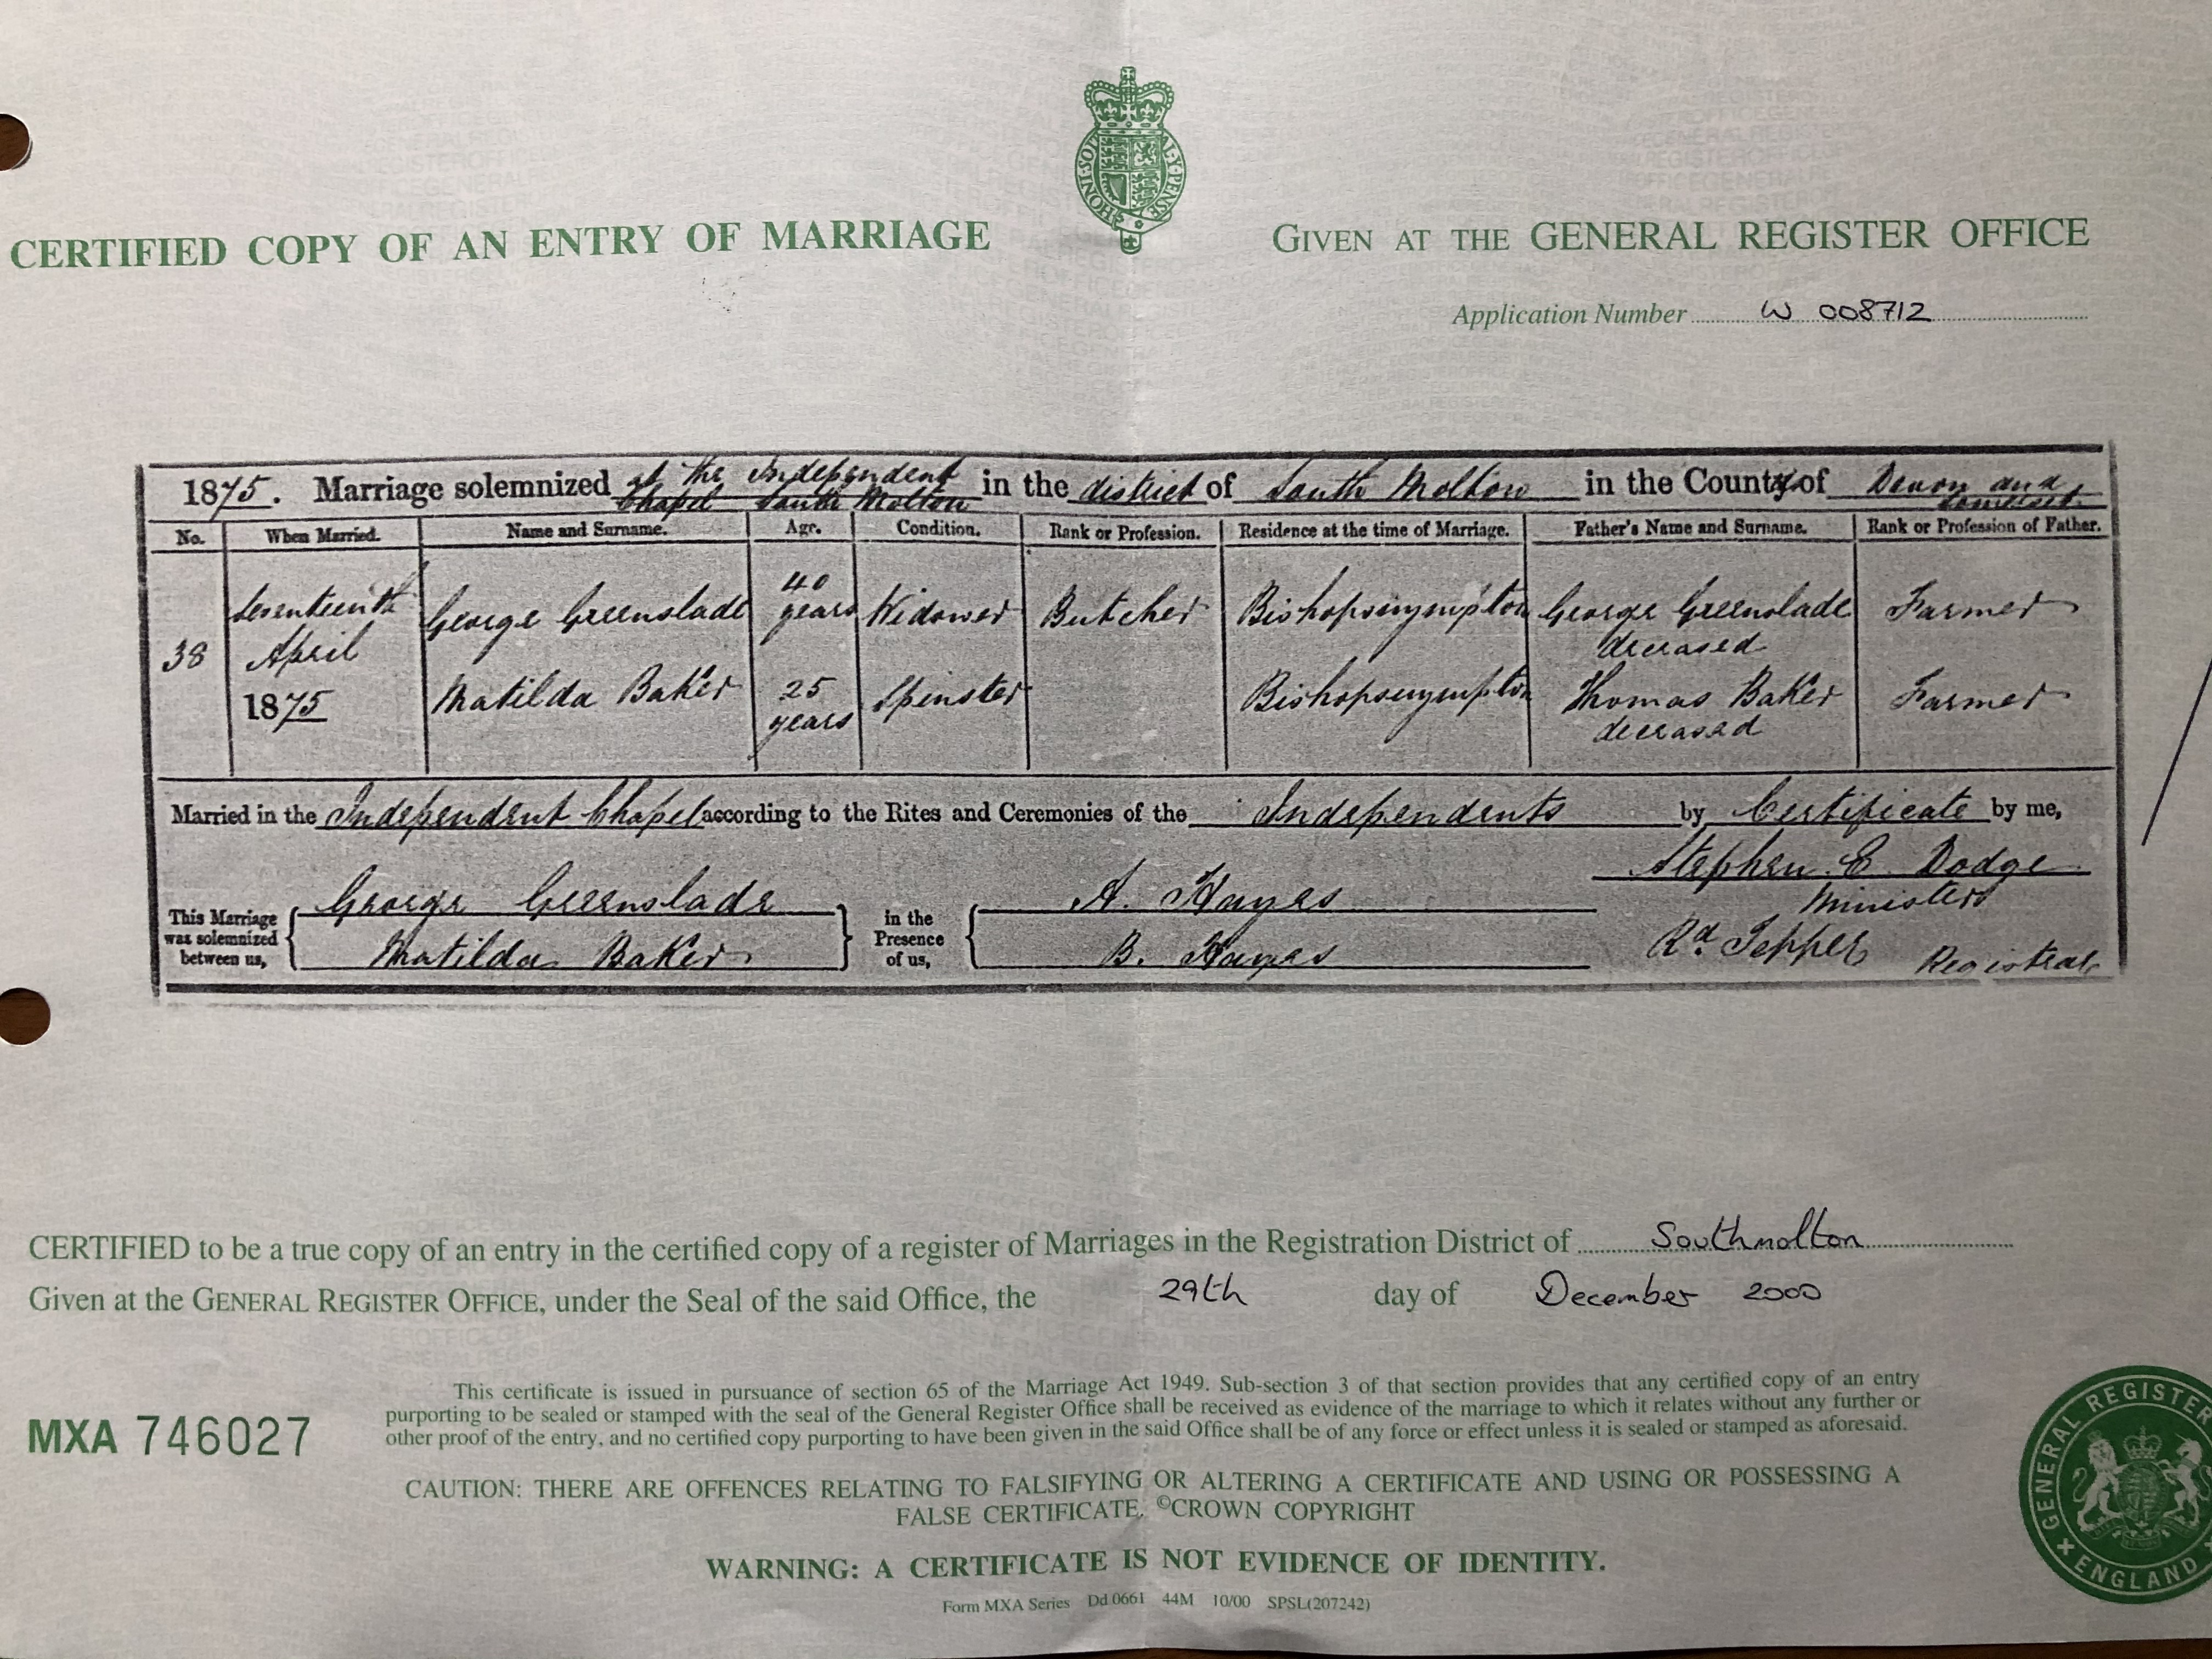 HONI SOIT Y PENSE
CERTIFIED COPY OF AN ENTRY OF MARRIAGE
GIVEN AT THE GENERAL REGISTER OFFICE
Application Number W 008712
1875. Marriage solemnized at the Independent Chapel South Molton in the district of South Molton in the County of Devon and Somerset.
No. When Married. Name and Surname. Age. Condition. Rank or Profession. Residence at the time of Marriage. Father's Name and Surname. Rank or Profession of Father.
38 Seventeenth April 1875 George Greenslade 40 years Widower Butcher Bishopsnympton George Greenslade deceased Farmer
Matilda Baker 25 years Spinster Bishopsnympton Thomas Baker deceased Farmer
Married in the Independent Chapel according to the Rites and Ceremonies of the Independents by Certificate by me,
Stephen E Dodge
Minister
This Marriage was solemnized between us, George Greenslade Matilda Baker in the Presence of us, A. Hayes B. Hayes
Rd. Registrar
CERTIFIED to be a true copy of an entry in the certified copy of a register of Marriages in the Registration District of Southmolton
Given at the GENERAL REGISTER OFFICE, under the Seal of the said Office, the 29th day of December 2000
This certificate is issued in pursuance of section 65 of the Marriage Act 1949. Sub-section 3 of that section provides that any certified copy of an entry
purporting to be sealed or stamped with the seal of the General Register Office shall be received as evidence of the marriage to which it relates without any further or
other proof of the entry, and no certified copy purporting to have been given in the said Office shall be of any force or effect unless it is sealed or stamped as aforesaid.
MXA 746027
CAUTION: THERE ARE OFFENCES RELATING TO FALSIFYING OR ALTERING A CERTIFICATE AND USING OR POSSESSING A
FALSE CERTIFICATE. ©CROWN COPYRIGHT
WARNING: A CERTIFICATE IS NOT EVIDENCE OF IDENTITY.
Form MXA Series Dd 0661 44M 10/00 SPSL(207242)
GENERAL REGISTER
ENGLAND